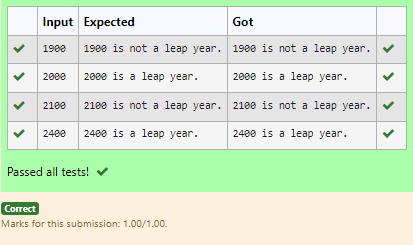 Input Expected Got
1900 1900 is not a leap year. 1900 is not a leap year.
2000 2000 is a leap year. 2000 is a leap year.
2100 2100 is not a leap year. 2100 is not a leap year.
2400 2400 is a leap year. 2400 is a leap year.
Passed all tests!
Correct
Marks for this submission: 1.00/1.00.